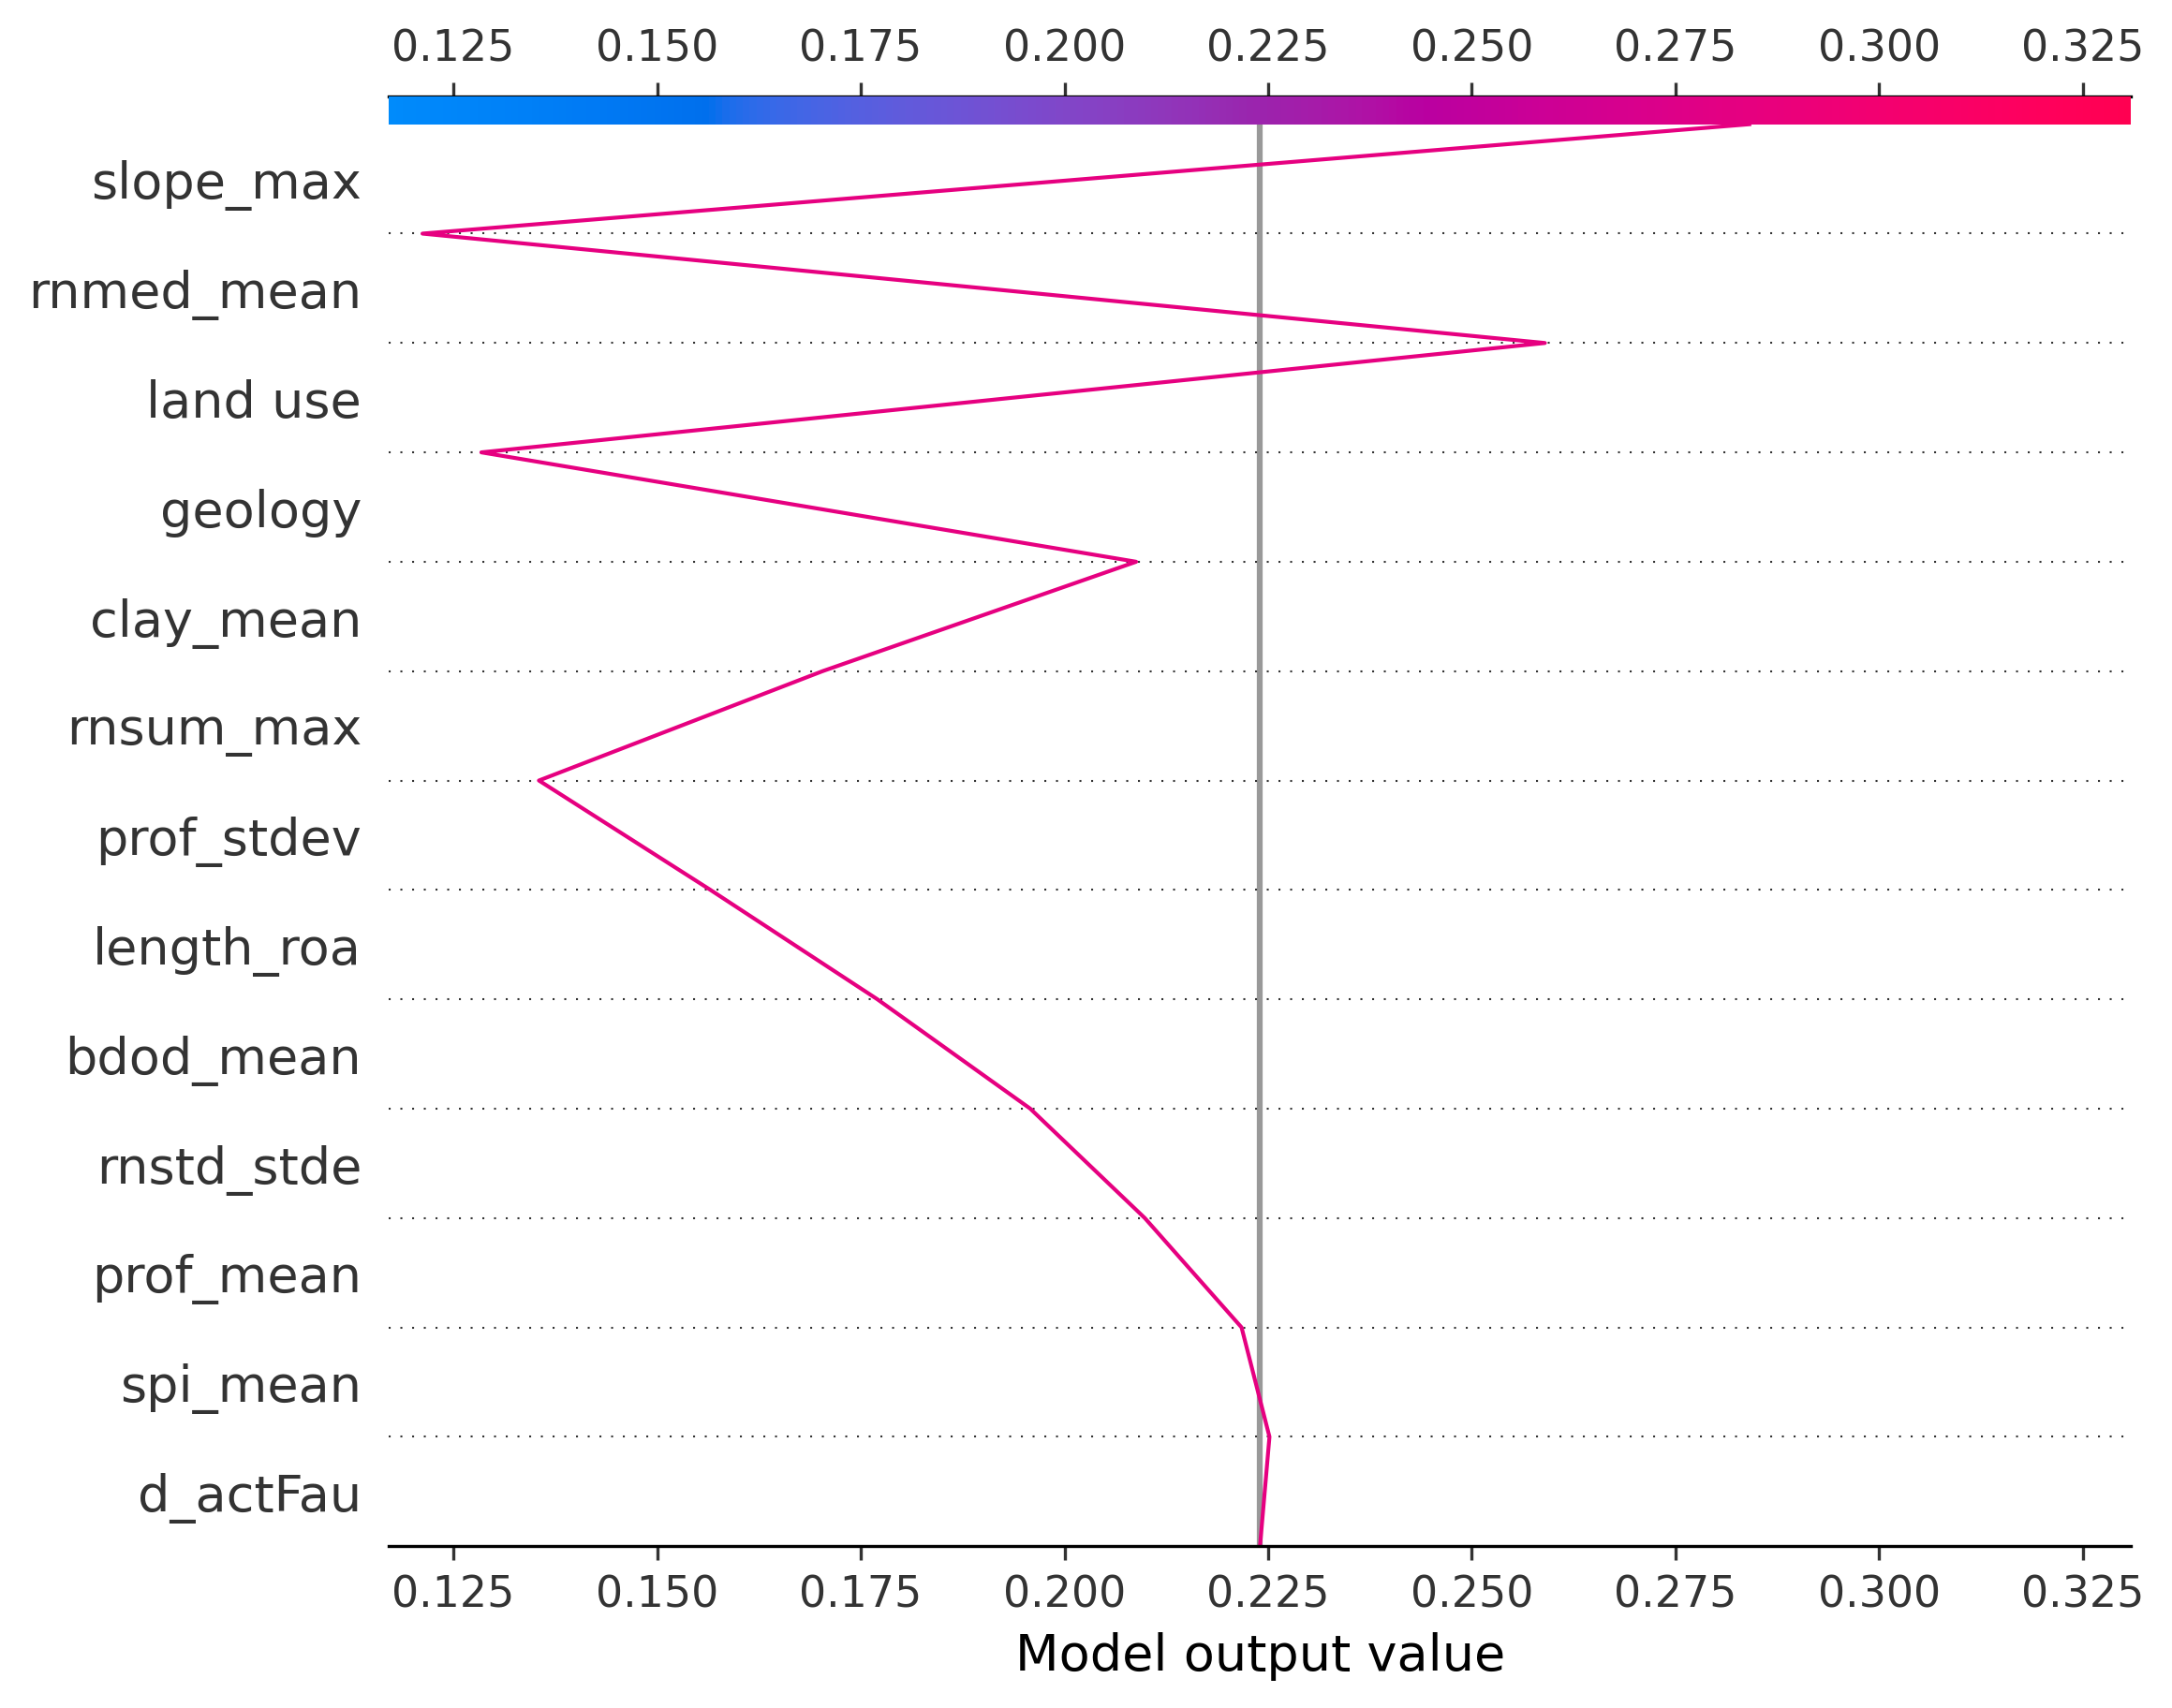 0.125 0.150 0.175 0.200 0.225 0.250 0.275 0.300 0.325
slope_max
rnmed_mean
land use
geology
clay_mean
rnsum_max
prof_stdev
length_roa
bdod_mean
rnstd_stde
prof_mean
spi_mean
d_actFau
0.125 0.150 0.175 0.200 0.225 0.250 0.275 0.300 0.325
Model output value